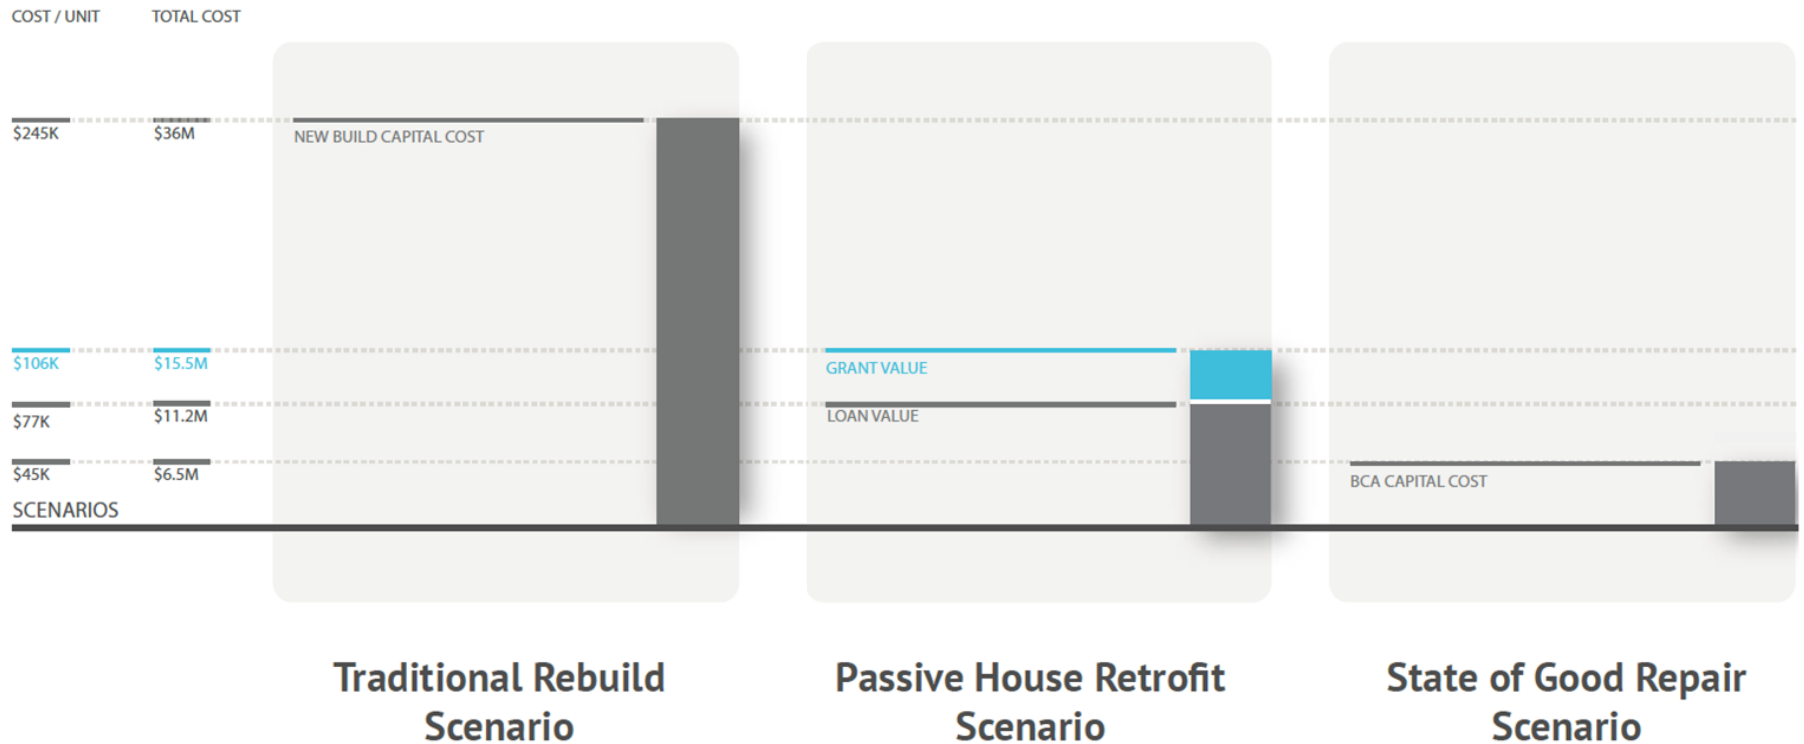 COST / UNIT TOTAL COST
$245K $36M NEW BUILD CAPITAL COST
$106K $15.5M GRANT VALUE
$77K $11.2M LOAN VALUE
$45K $6.5M BCA CAPITAL COST
SCENARIOS
Traditional Rebuild
Scenario
Passive House Retrofit
Scenario
State of Good Repair
Scenario